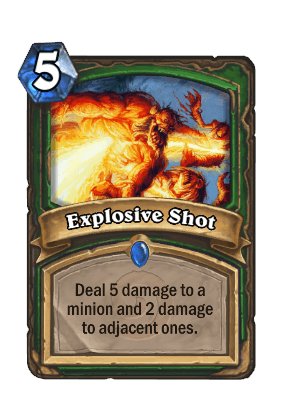 5
Explosive Shot
Deal 5 damage to a
minion and 2 damage
to adjacent ones.